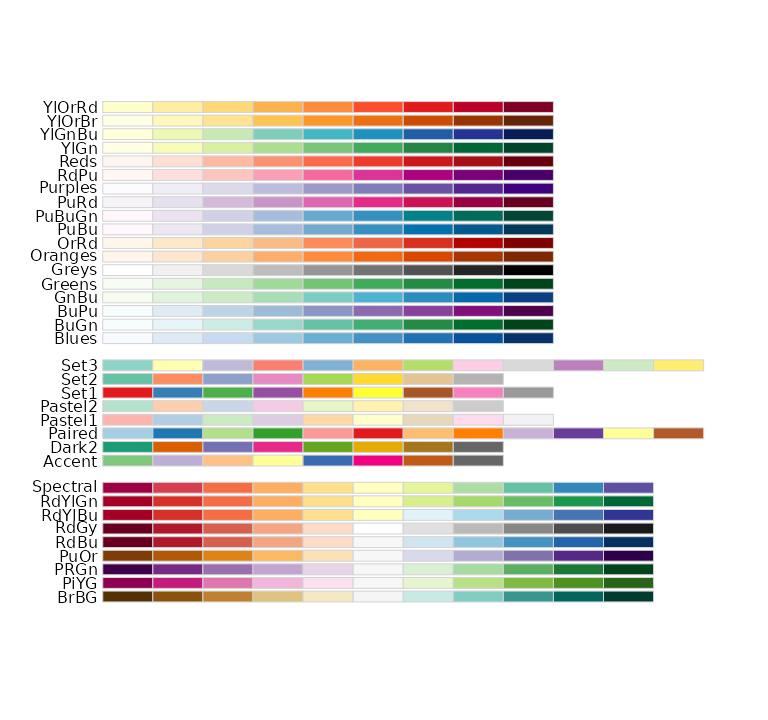 YlOrRd
YlOrBr
YlGnBu
YlGn
Reds
RdPu
Purples
PuRd
PuBuGn
PuBu
OrRd
Oranges
Greys
Greens
GnBu
BuPu
BuGn
Blues
Set3
Set2
Set1
Pastel2
Pastel1
Paired
Dark2
Accent
Spectral
RdYlGn
RdYlBu
RdGy
RdBu
PuOr
PRGn
PiYG
BrBG